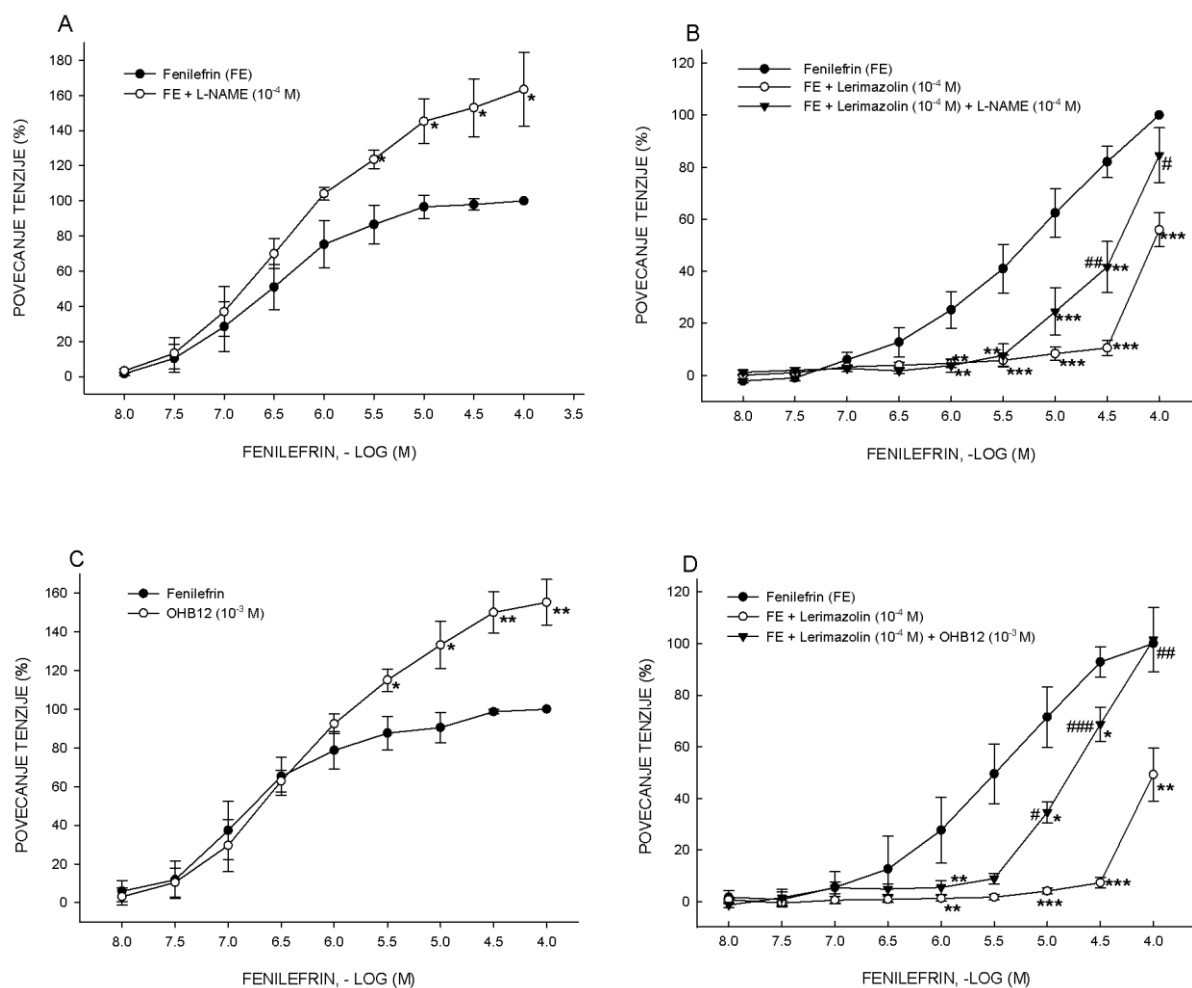 A
Fenilefrin (FE)
FE + L-NAME (10⁻⁴ M)
POVECANJE TENZIJE (%)
180
160
140
120
100
80
60
40
20
0
*
*
*
*
8.0 7.5 7.0 6.5 6.0 5.5 5.0 4.5 4.0 3.5
FENILEFRIN, - LOG (M)
B
Fenilefrin (FE)
FE + Lerimazolin (10⁻⁴ M)
FE + Lerimazolin (10⁻⁴ M) + L-NAME (10⁻⁴ M)
POVECANJE TENZIJE (%)
120
100
80
60
40
20
0
#
***
## **
***
** **
** *** *** ***
8.0 7.5 7.0 6.5 6.0 5.5 5.0 4.5 4.0
FENILEFRIN, -LOG (M)
C
Fenilefrin
OHB12 (10⁻³ M)
POVECANJE TENZIJE (%)
160
140
120
100
80
60
40
20
0
*
*
**
**
8.0 7.5 7.0 6.5 6.0 5.5 5.0 4.5 4.0
FENILEFRIN, - LOG (M)
D
Fenilefrin (FE)
FE + Lerimazolin (10⁻⁴ M)
FE + Lerimazolin (10⁻⁴ M) + OHB12 (10⁻³ M)
POVECANJE TENZIJE (%)
120
100
80
60
40
20
0
##
### *
# *
**
**
** *** ***
8.0 7.5 7.0 6.5 6.0 5.5 5.0 4.5 4.0
FENILEFRIN, -LOG (M)